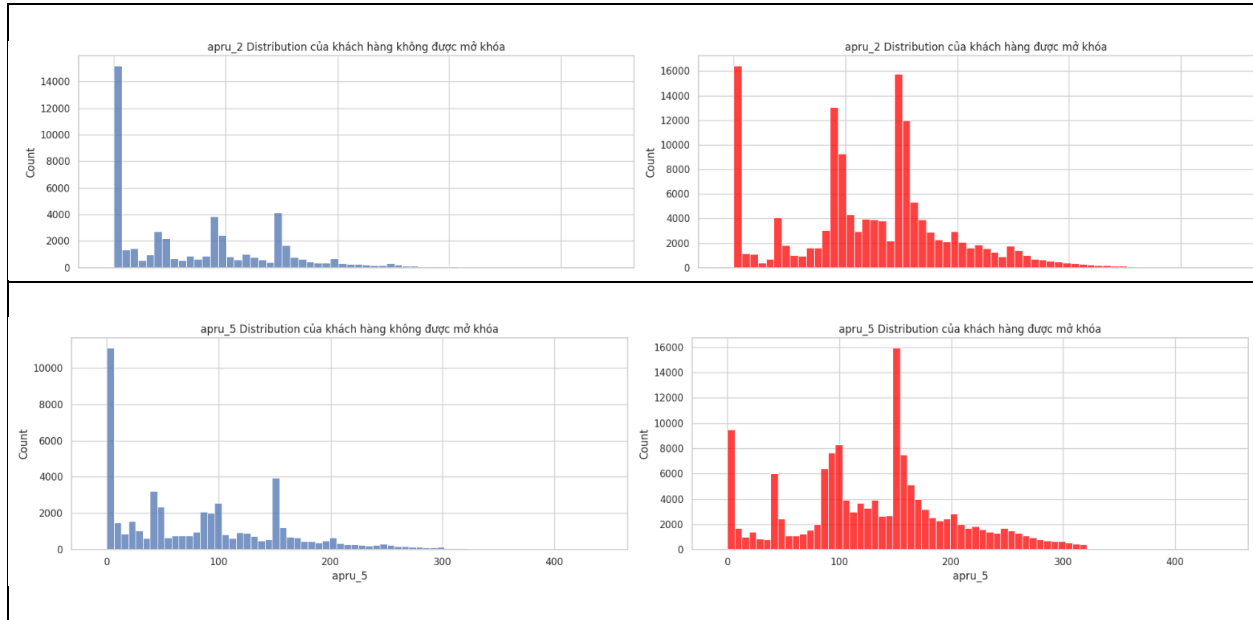 apru_2 Distribution của khách hàng không được mở khóa
14000
12000
10000
8000
6000
4000
2000
0
Count
apru_2 Distribution của khách hàng được mở khóa
16000
14000
12000
10000
8000
6000
4000
2000
0
Count
apru_5 Distribution của khách hàng không được mở khóa
10000
8000
6000
4000
2000
0
Count
0 100 200 300 400
apru_5
apru_5 Distribution của khách hàng được mở khóa
16000
14000
12000
10000
8000
6000
4000
2000
0
Count
0 100 200 300 400
apru_5